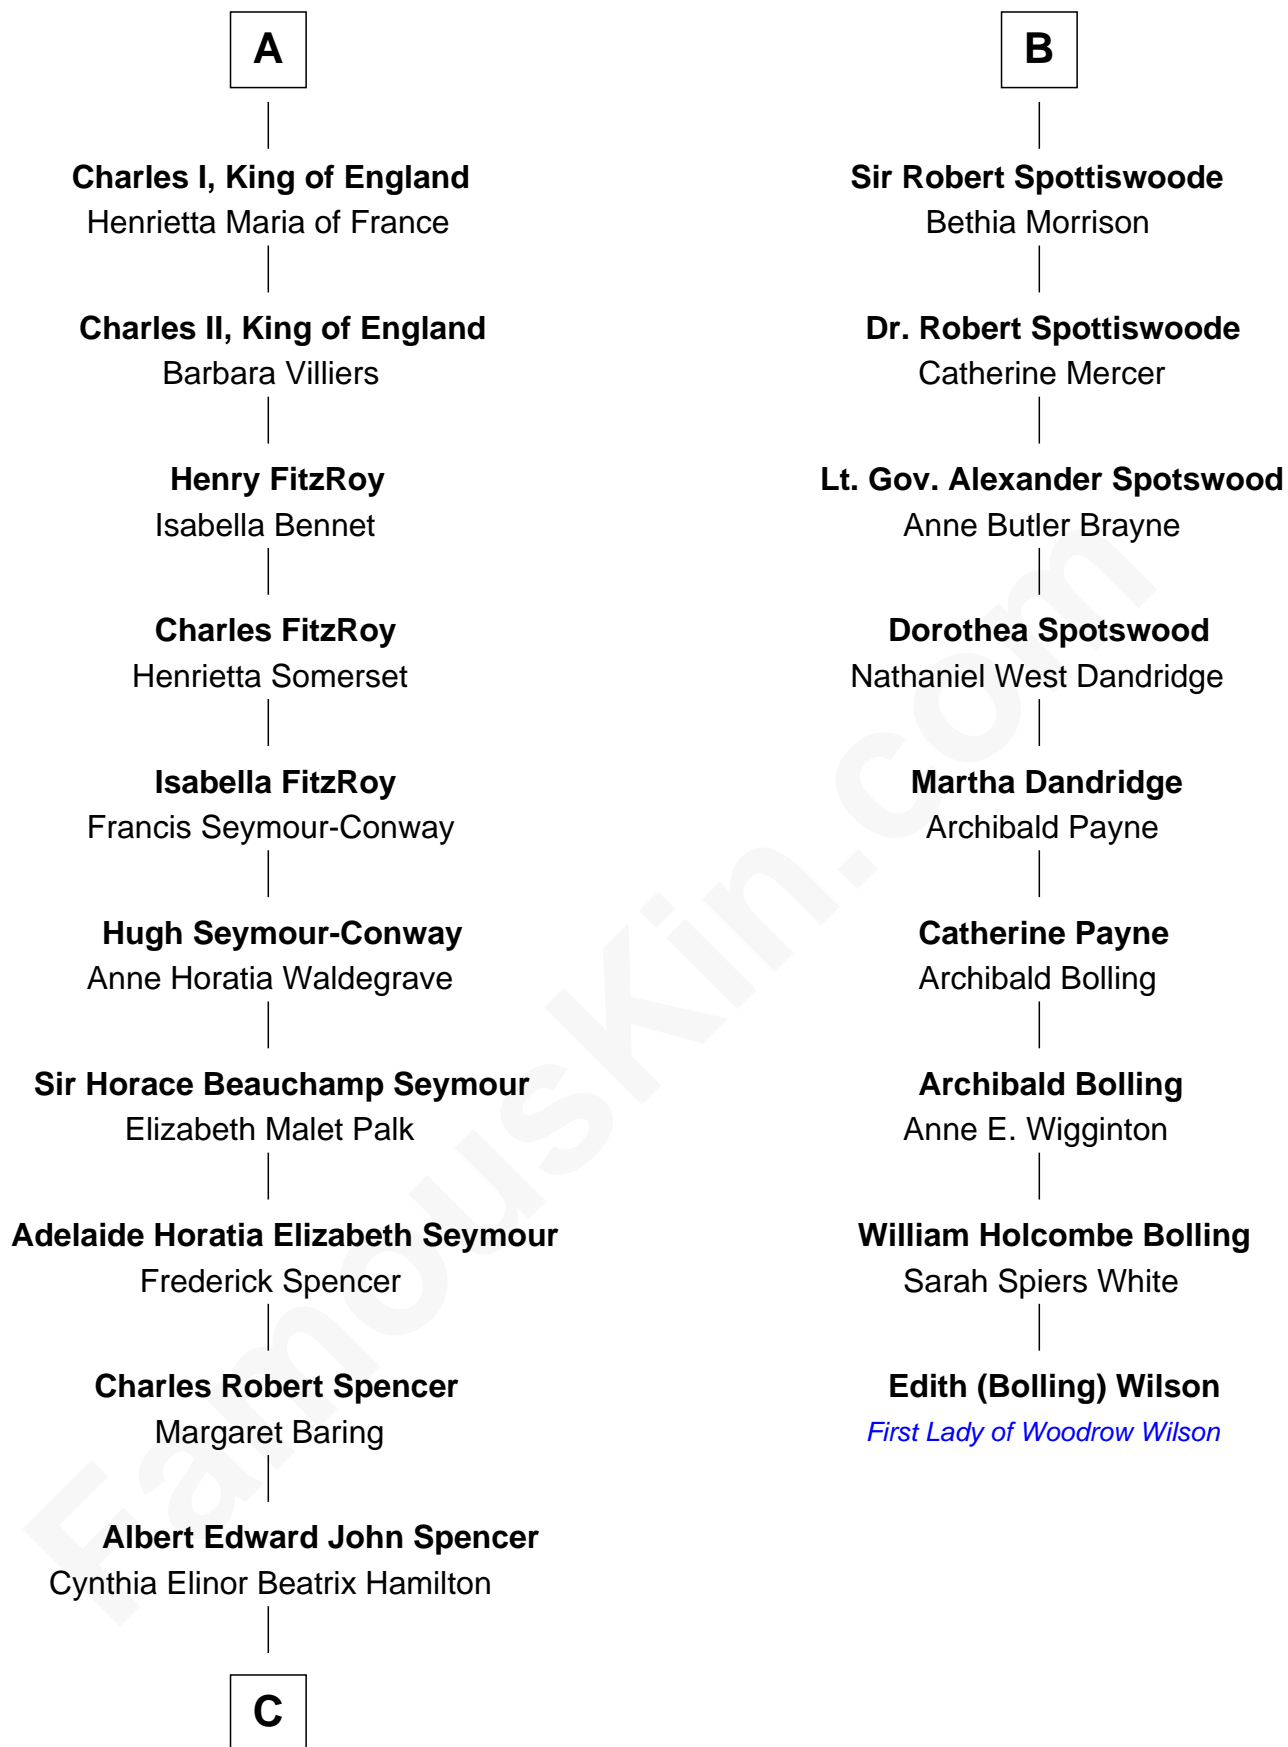 A
Charles I, King of England
Henrietta Maria of France
Charles II, King of England
Barbara Villiers
Henry FitzRoy
Isabella Bennet
Charles FitzRoy
Henrietta Somerset
Isabella FitzRoy
Francis Seymour-Conway
Hugh Seymour-Conway
Anne Horatia Waldegrave
Sir Horace Beauchamp Seymour
Elizabeth Malet Palk
Adelaide Horatia Elizabeth Seymour
Frederick Spencer
Charles Robert Spencer
Margaret Baring
Albert Edward John Spencer
Cynthia Elinor Beatrix Hamilton
C
B
Sir Robert Spottiswoode
Bethia Morrison
Dr. Robert Spottiswoode
Catherine Mercer
Lt. Gov. Alexander Spotswood
Anne Butler Brayne
Dorothea Spotswood
Nathaniel West Dandridge
Martha Dandridge
Archibald Payne
Catherine Payne
Archibald Bolling
Archibald Bolling
Anne E. Wigginton
William Holcombe Bolling
Sarah Spiers White
Edith (Bolling) Wilson
First Lady of Woodrow Wilson
FamousKin.com